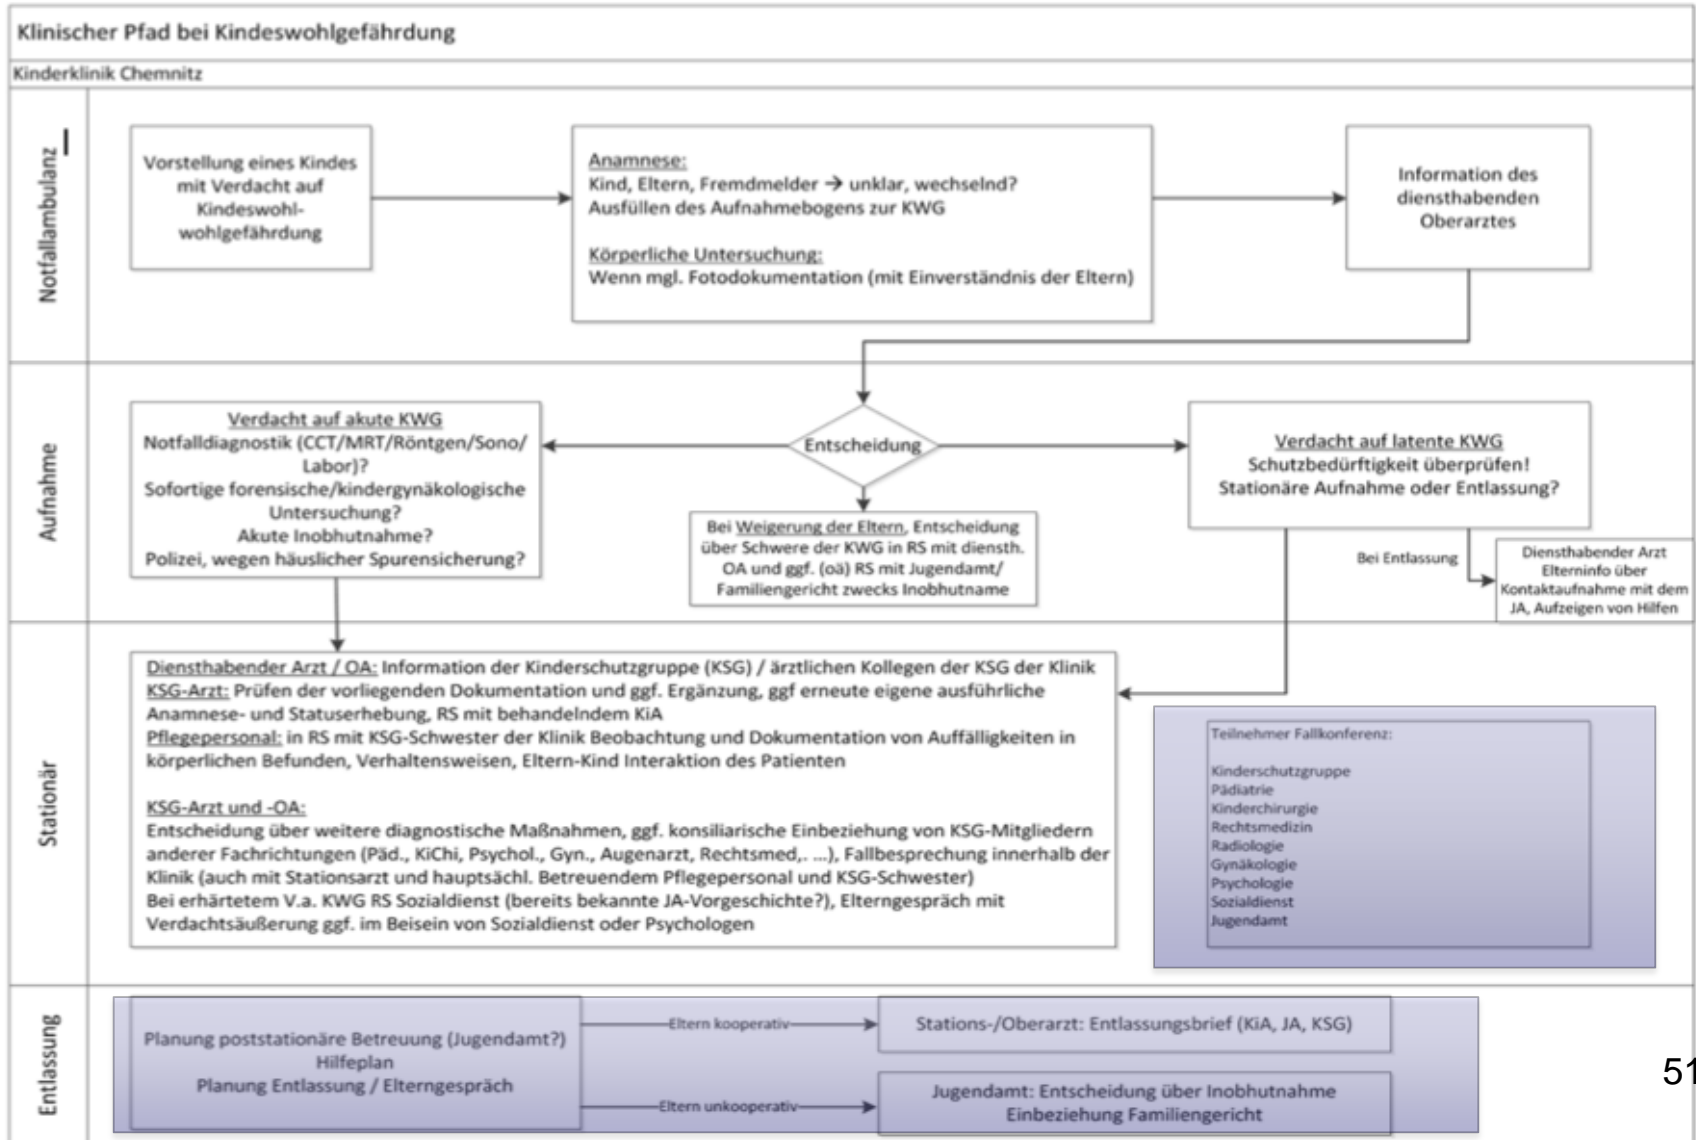 Klinischer Pfad bei Kindeswohlgefährdung
Kinderklinik Chemnitz
Notfallambulanz
Vorstellung eines Kindes
mit Verdacht auf
Kindeswohl-
wohlgefährdung
Anamnese:
Kind, Eltern, Fremdmelder → unklar, wechselnd?
Ausfüllen des Aufnahmebogens zur KWG
Körperliche Untersuchung:
Wenn mgl. Fotodokumentation (mit Einverständnis der Eltern)
Information des
diensthabenden
Oberarztes
Aufnahme
Verdacht auf akute KWG
Notfalldiagnostik (CCT/MRT/Röntgen/Sono/
Labor)?
Sofortige forensische/kindergynäkologische
Untersuchung?
Akute Inobhutnahme?
Polizei, wegen häuslicher Spurensicherung?
Entscheidung
Bei Weigerung der Eltern, Entscheidung
über Schwere der KWG in RS mit diensth.
OA und ggf. (oä) RS mit Jugendamt/
Familiengericht zwecks Inobhutname
Verdacht auf latente KWG
Schutzbedürftigkeit überprüfen!
Stationäre Aufnahme oder Entlassung?
Bei Entlassung
Diensthabender Arzt
Elterninfo über
Kontaktaufnahme mit dem
JA, Aufzeigen von Hilfen
Stationär
Diensthabender Arzt / OA: Information der Kinderschutzgruppe (KSG) / ärztlichen Kollegen der KSG der Klinik
KSG-Arzt: Prüfen der vorliegenden Dokumentation und ggf. Ergänzung, ggf erneute eigene ausführliche
Anamnese- und Statuserhebung, RS mit behandelndem KiA
Pflegepersonal: in RS mit KSG-Schwester der Klinik Beobachtung und Dokumentation von Auffälligkeiten in
körperlichen Befunden, Verhaltensweisen, Eltern-Kind Interaktion des Patienten
KSG-Arzt und -OA:
Entscheidung über weitere diagnostische Maßnahmen, ggf. konsiliarische Einbeziehung von KSG-Mitgliedern
anderer Fachrichtungen (Päd., KiChi, Psychol., Gyn., Augenarzt, Rechtsmed,. ...), Fallbesprechung innerhalb der
Klinik (auch mit Stationsarzt und hauptsächl. Betreuendem Pflegepersonal und KSG-Schwester)
Bei erhärtetem V.a. KWG RS Sozialdienst (bereits bekannte JA-Vorgeschichte?), Elterngespräch mit
Verdachtsäußerung ggf. im Beisein von Sozialdienst oder Psychologen
Teilnehmer Fallkonferenz:
Kinderschutzgruppe
Pädiatrie
Kinderchirurgie
Rechtsmedizin
Radiologie
Gynäkologie
Psychologie
Sozialdienst
Jugendamt
Entlassung
Planung poststationäre Betreuung (Jugendamt?)
Hilfeplan
Planung Entlassung / Elterngespräch
Eltern kooperativ
Stations-/Oberarzt: Entlassungsbrief (KiA, JA, KSG)
Eltern unkooperativ
Jugendamt: Entscheidung über Inobhutnahme
Einbeziehung Familiengericht
51